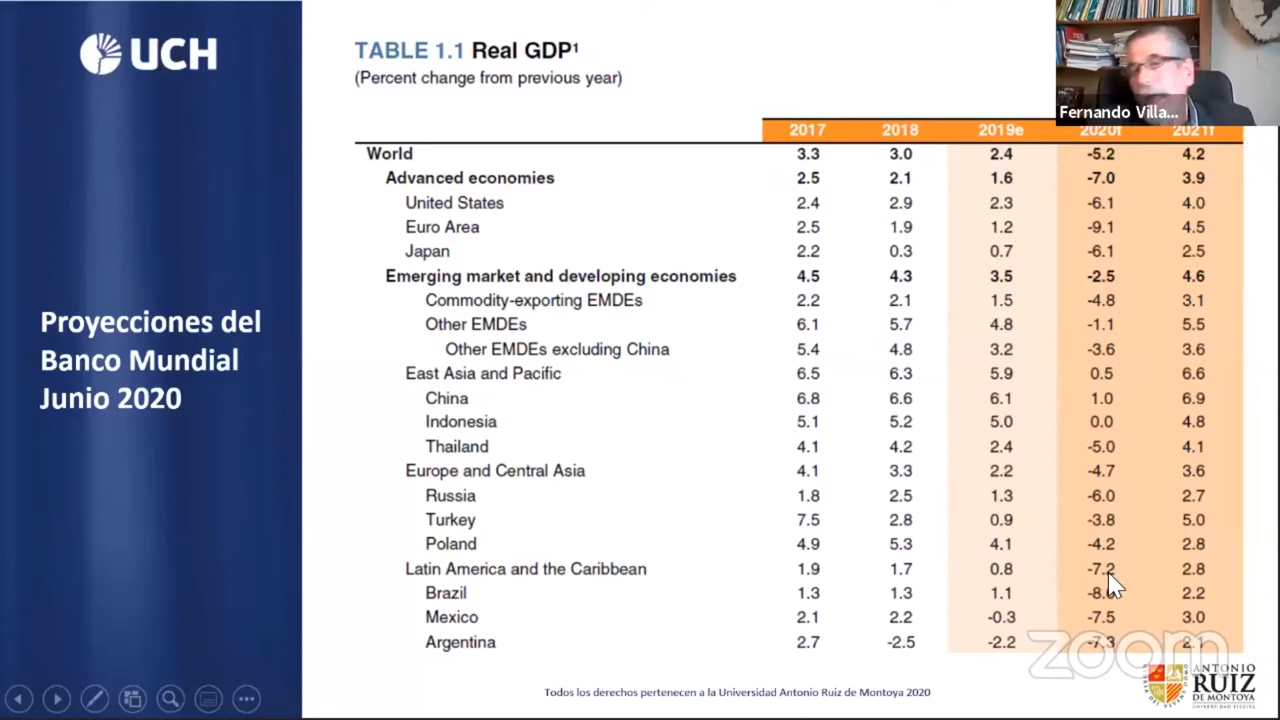 UCH
TABLE 1.1 Real GDP¹
(Percent change from previous year)
Fernando Villa...
2017 2018 2019e 2020f 2021f
World 3.3 3.0 2.4 -5.2 4.2
Advanced economies 2.5 2.1 1.6 -7.0 3.9
United States 2.4 2.9 2.3 -6.1 4.0
Euro Area 2.5 1.9 1.2 -9.1 4.5
Japan 2.2 0.3 0.7 -6.1 2.5
Emerging market and developing economies 4.5 4.3 3.5 -2.5 4.6
Commodity-exporting EMDEs 2.2 2.1 1.5 -4.8 3.1
Other EMDEs 6.1 5.7 4.8 -1.1 5.5
Other EMDEs excluding China 5.4 4.8 3.2 -3.6 3.6
East Asia and Pacific 6.5 6.3 5.9 0.5 6.6
China 6.8 6.6 6.1 1.0 6.9
Indonesia 5.1 5.2 5.0 0.0 4.8
Thailand 4.1 4.2 2.4 -5.0 4.1
Europe and Central Asia 4.1 3.3 2.2 -4.7 3.6
Russia 1.8 2.5 1.3 -6.0 2.7
Turkey 7.5 2.8 0.9 -3.8 5.0
Poland 4.9 5.3 4.1 -4.2 2.8
Latin America and the Caribbean 1.9 1.7 0.8 -7.2 2.8
Brazil 1.3 1.3 1.1 2.2
Mexico 2.1 2.2 -0.3 -7.5 3.0
Argentina 2.7 -2.5 -2.2 -7.3 2.1
Proyecciones del
Banco Mundial
Junio 2020
zoom
Todos los derechos pertenecen a la Universidad Antonio Ruiz de Montoya 2020
ANTONIO
RUIZ
DE MONTOYA
UNIVERSIDAD JESUITA